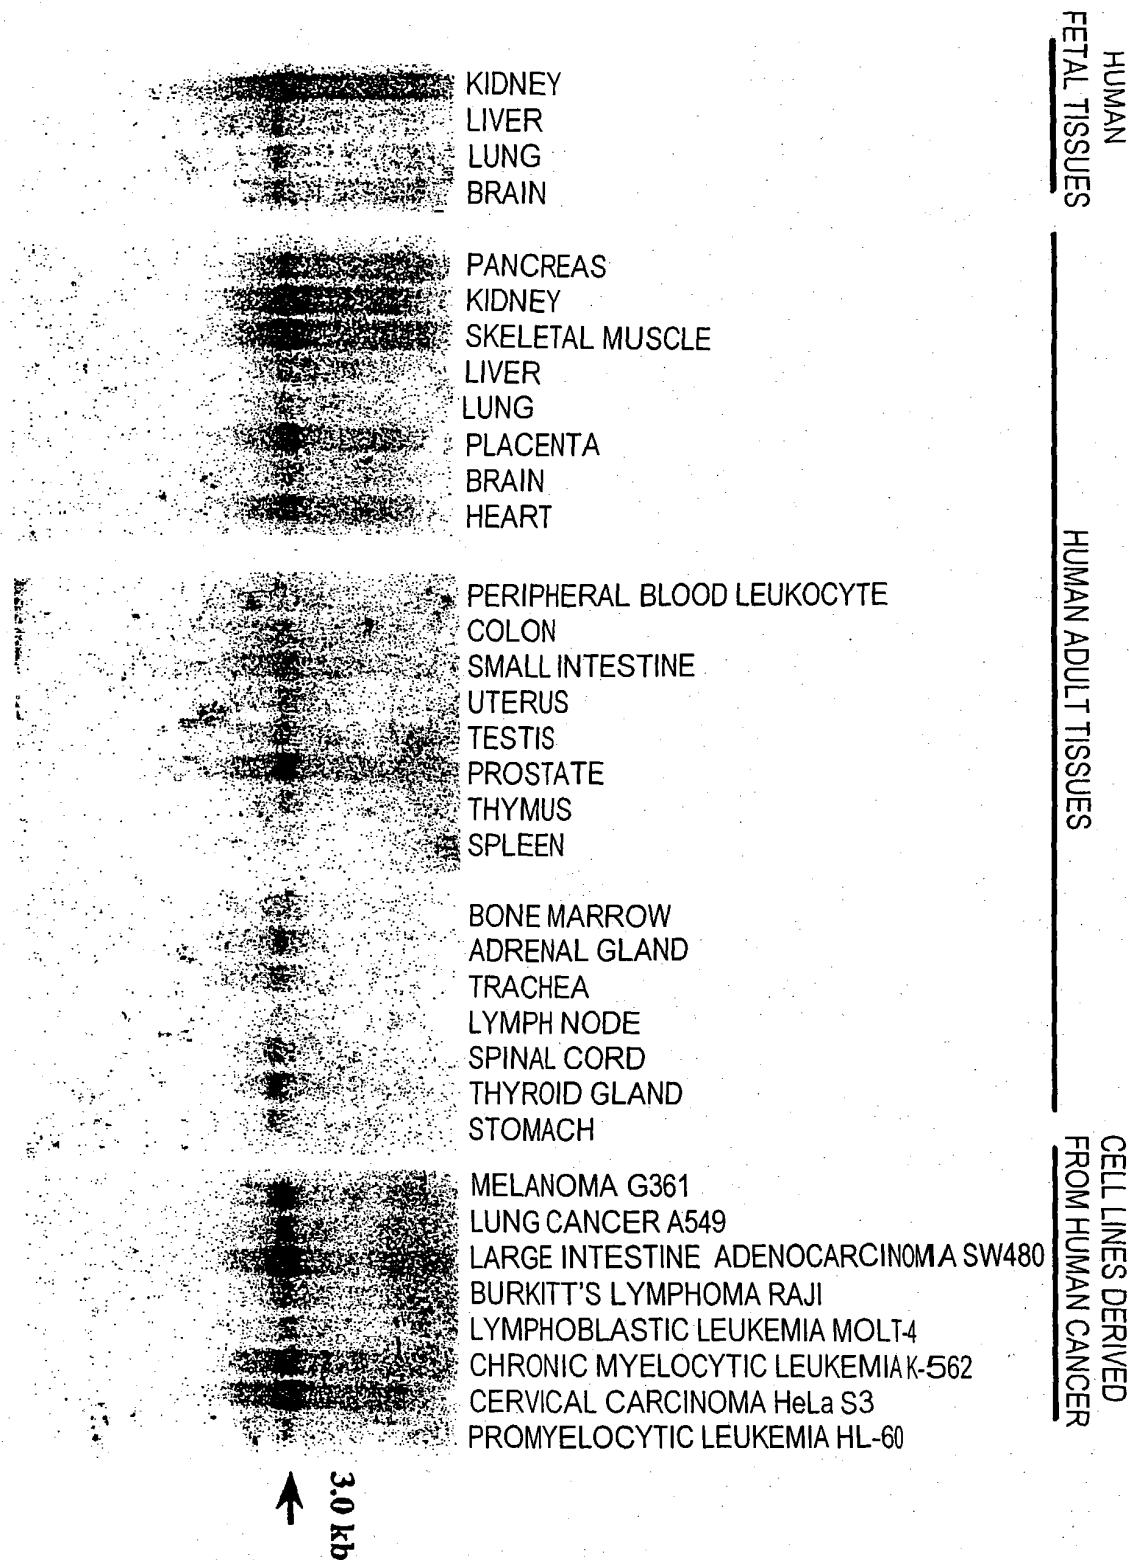 HUMAN
FETAL TISSUES
KIDNEY
LIVER
LUNG
BRAIN
HUMAN ADULT TISSUES
PANCREAS
KIDNEY
SKELETAL MUSCLE
LIVER
LUNG
PLACENTA
BRAIN
HEART
PERIPHERAL BLOOD LEUKOCYTE
COLON
SMALL INTESTINE
UTERUS
TESTIS
PROSTATE
THYMUS
SPLEEN
BONE MARROW
ADRENAL GLAND
TRACHEA
LYMPH NODE
SPINAL CORD
THYROID GLAND
STOMACH
CELL LINES DERIVED
FROM HUMAN CANCER
MELANOMA G361
LUNG CANCER A549
LARGE INTESTINE ADENOCARCINOMA SW480
BURKITT'S LYMPHOMA RAJI
LYMPHOBLASTIC LEUKEMIA MOLT-4
CHRONIC MYELOCYTIC LEUKEMIA K-562
CERVICAL CARCINOMA HeLa S3
PROMYELOCYTIC LEUKEMIA HL-60
3.0 kb